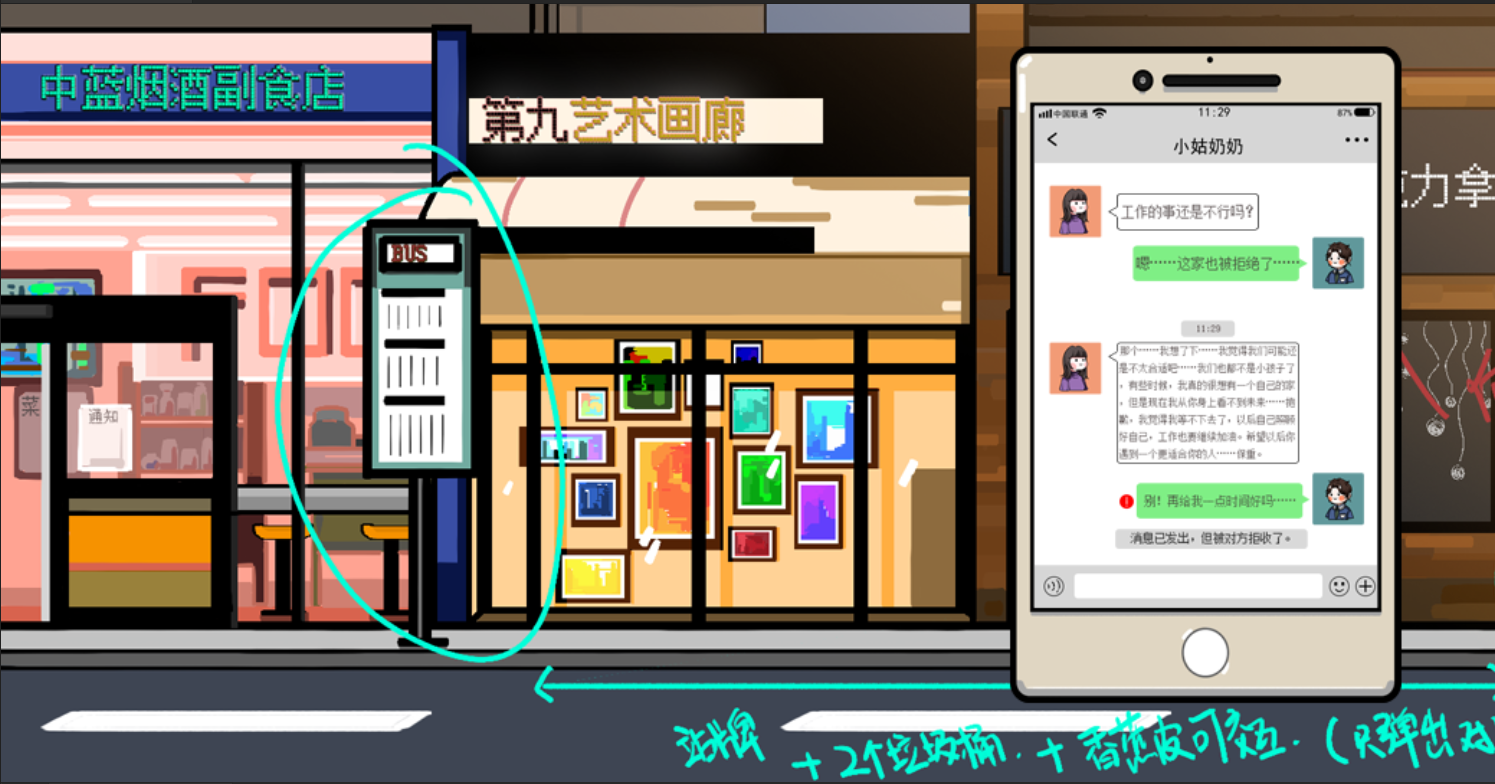 中蓝烟酒副食店
第九艺术画廊
BUS
菜
通知
力拿
中国联通
11:29
87%
小姑奶奶
工作的事还是不行吗？
嗯……这家也被拒绝了……
11:29
那个……我想了下……我觉得我们可能还
是不太合适吧……我们也都不是小孩子了
，有些时候，我真的很想有一个自己的家
，但是现在我从你身上看不到未来……抱
歉，我觉得我等不下去了，以后自己照顾
好自己，工作也要继续加油。希望以后你
遇到一个更适合你的人……保重。
别！再给我一点时间好吗……
消息已发出，但被对方拒收了。
站牌 + 2个垃圾桶. + 香蕉皮可交互. (只弹出对